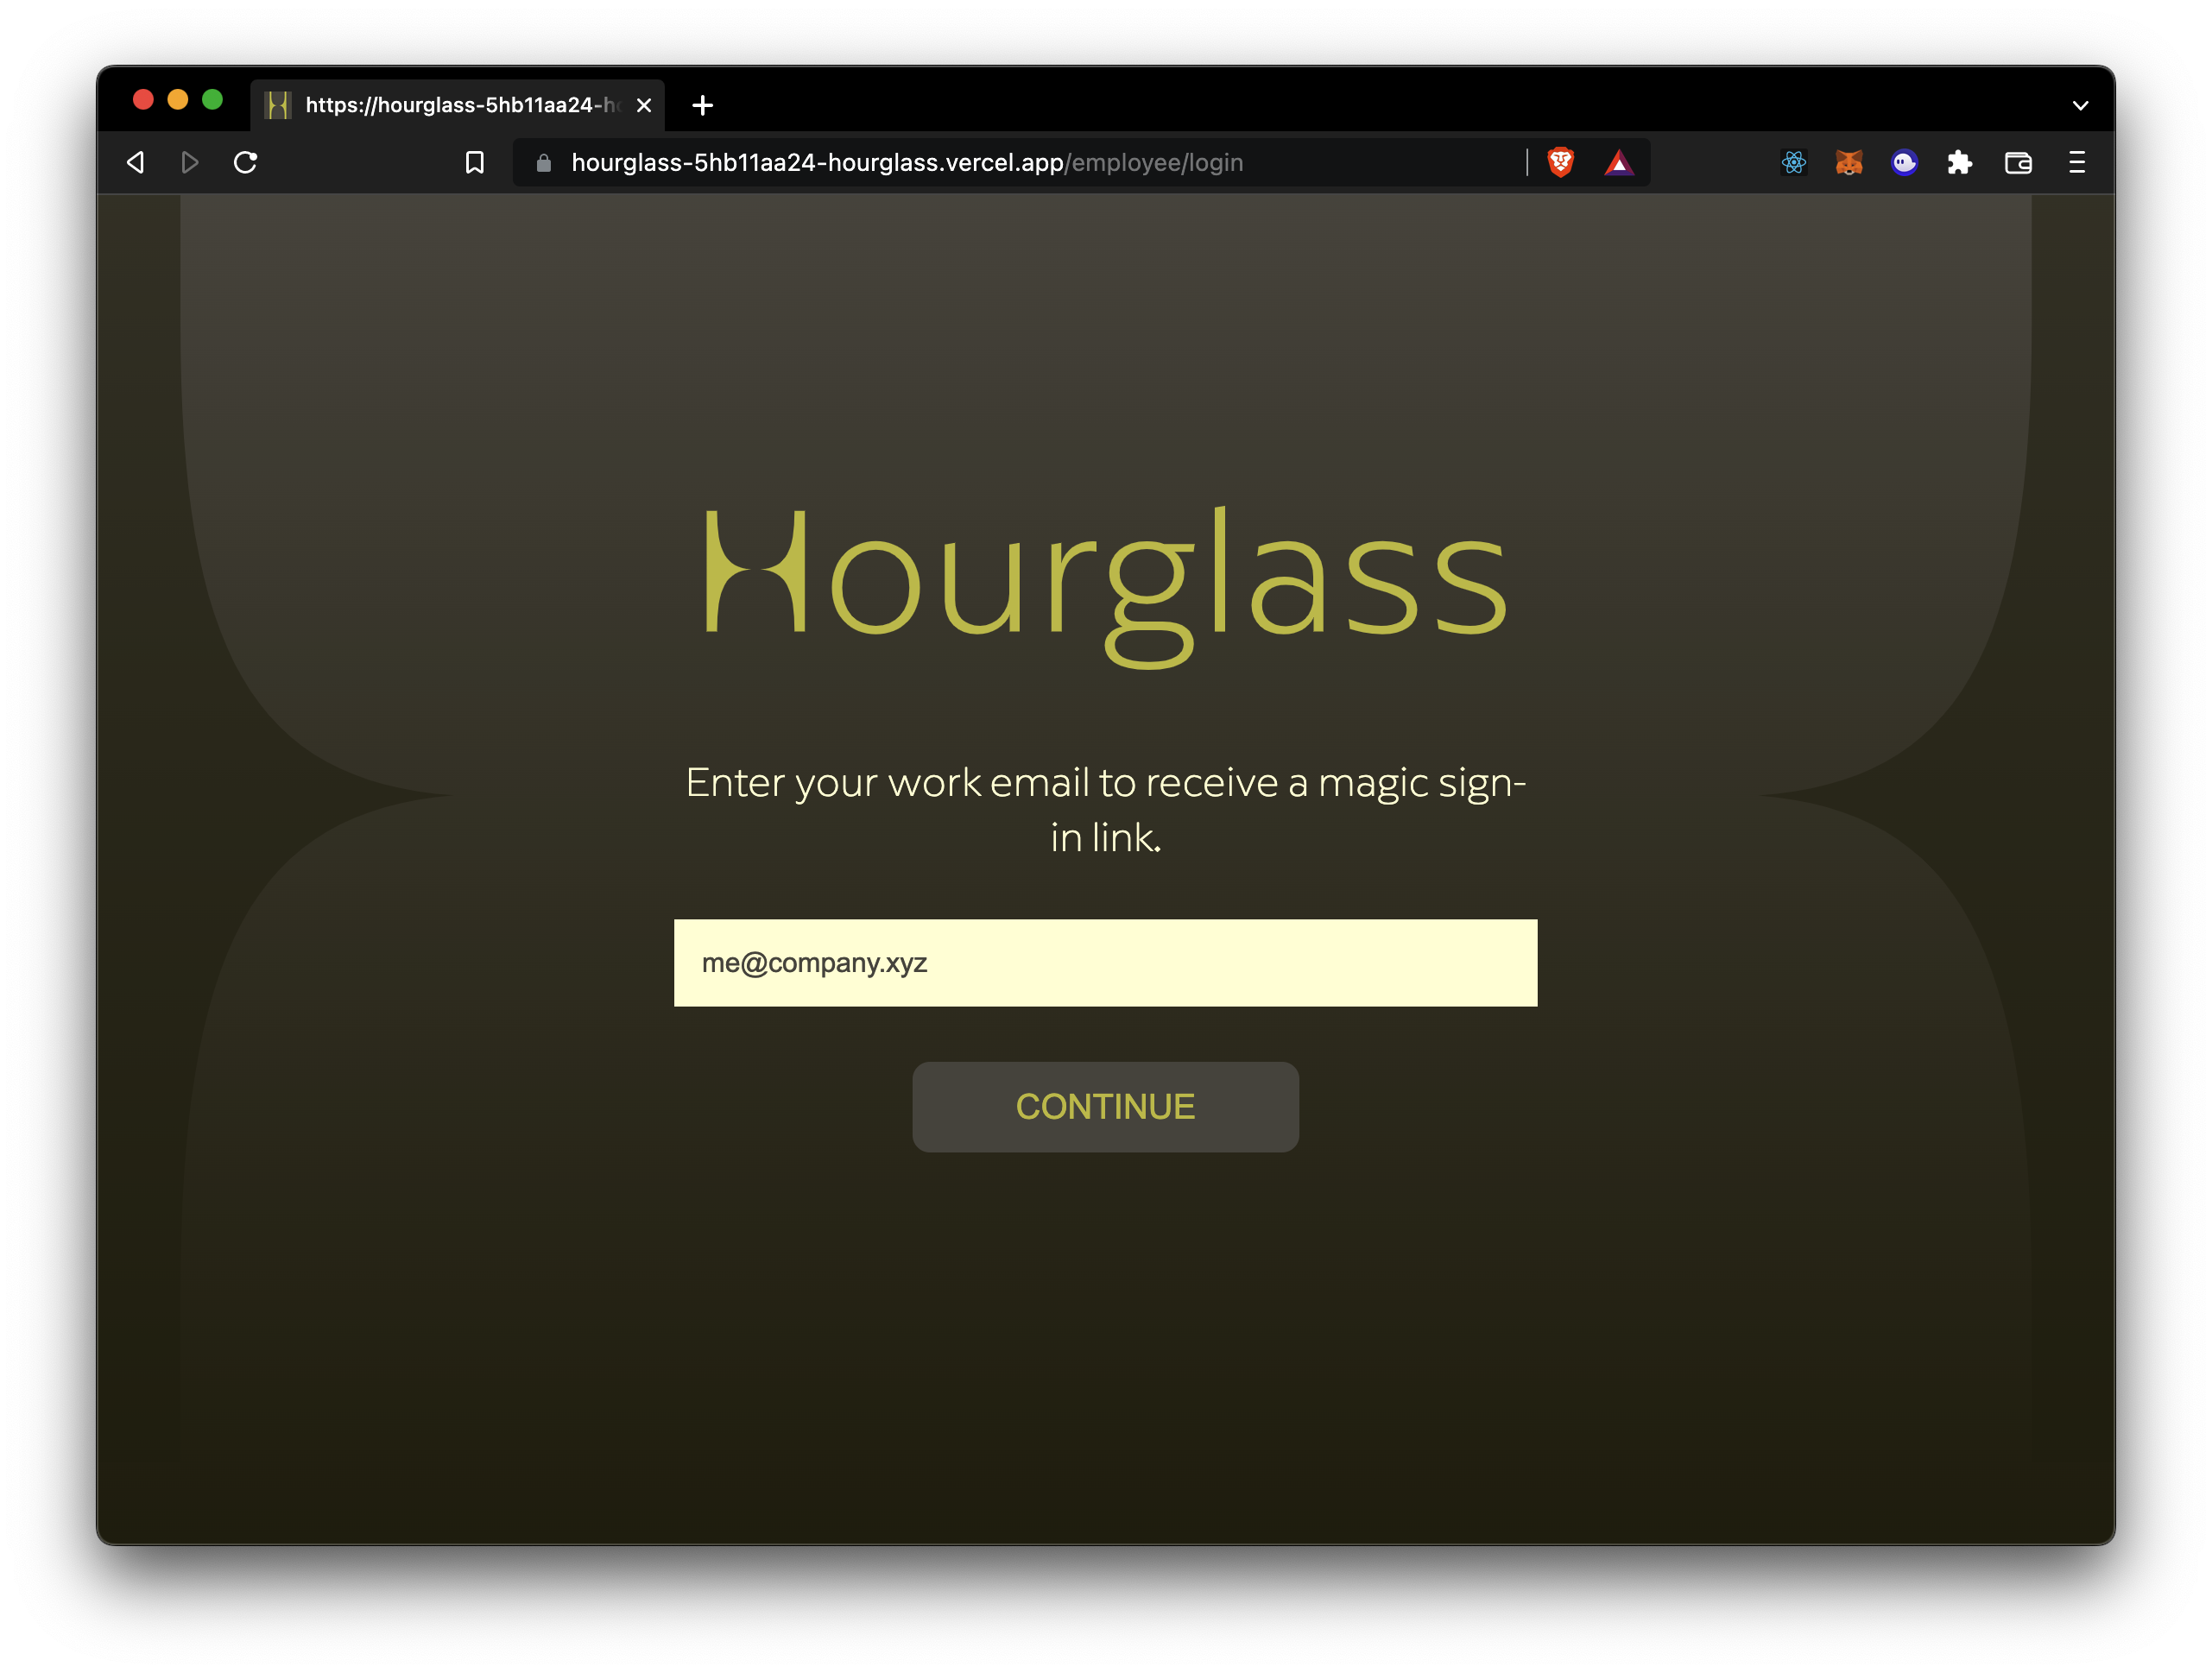 https://hourglass-5hb11aa24-h
hourglass-5hb11aa24-hourglass.vercel.app/employee/login
Hourglass
Enter your work email to receive a magic sign-
in link.
me@company.xyz
CONTINUE